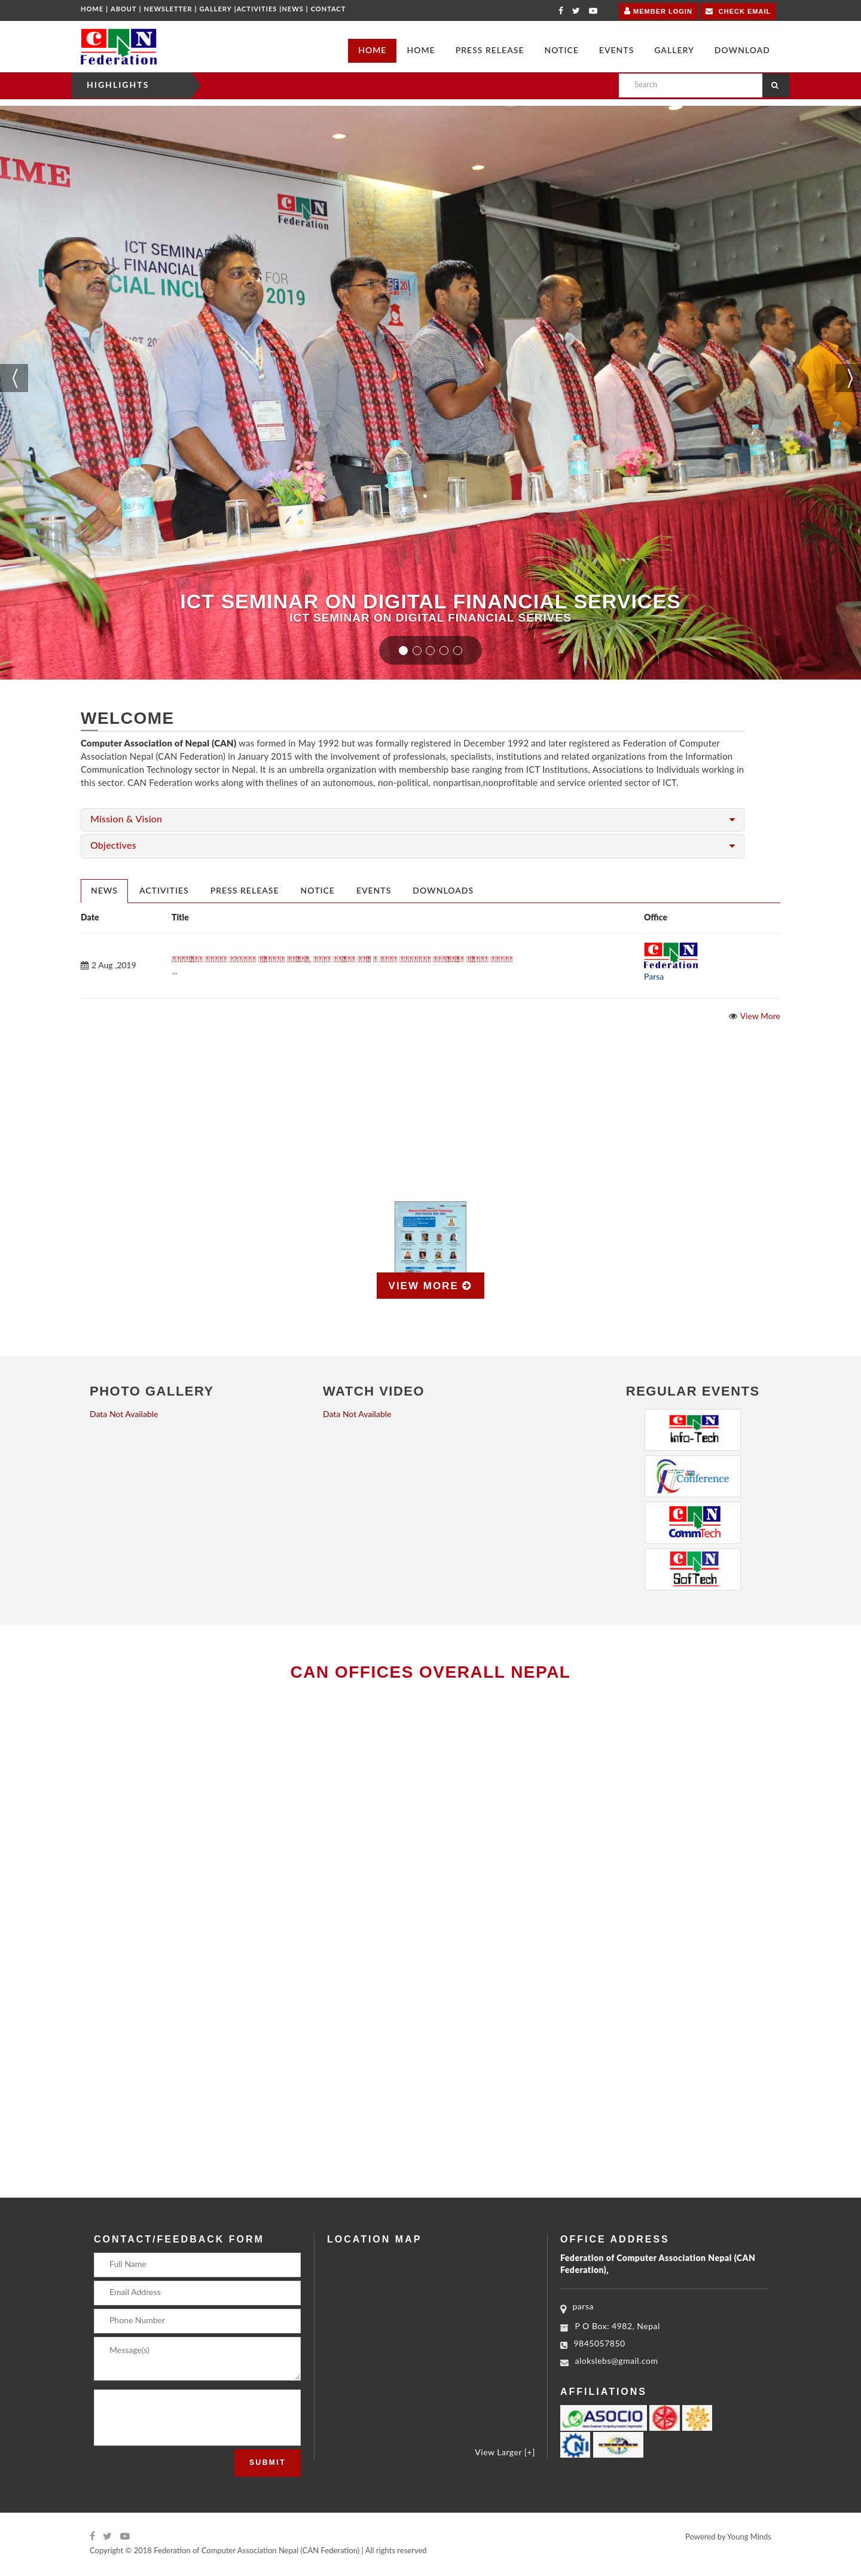 HOME | ABOUT | NEWSLETTER | GALLERY |ACTIVITIES |NEWS | CONTACT
MEMBER LOGIN
CHECK EMAIL
CAN
Federation
HOME
HOME
PRESS RELEASE
NOTICE
EVENTS
GALLERY
DOWNLOAD
HIGHLIGHTS
Search
IME
CAN
Federation
ICT SEMINAR
FINANCIAL
FOR
2019
ICT SEMINAR ON DIGITAL FINANCIAL SERVICES
ICT SEMINAR ON DIGITAL FINANCIAL SERIVES
WELCOME
Computer Association of Nepal (CAN) was formed in May 1992 but was formally registered in December 1992 and later registered as Federation of Computer
Association Nepal (CAN Federation) in January 2015 with the involvement of professionals, specialists, institutions and related organizations from the Information
Communication Technology sector in Nepal. It is an umbrella organization with membership base ranging from ICT Institutions, Associations to Individuals working in
this sector. CAN Federation works along with thelines of an autonomous, non-political, nonpartisan,nonprofitable and service oriented sector of ICT.
Mission & Vision
Objectives
NEWS
ACTIVITIES
PRESS RELEASE
NOTICE
EVENTS
DOWNLOADS
Date
Title
Office
2 Aug ,2019
...
CAN
Federation
Parsa
View More
VIEW MORE
PHOTO GALLERY
Data Not Available
WATCH VIDEO
Data Not Available
REGULAR EVENTS
CAN
Info-Tech
Conference
CAN
CommTech
CAN
SofTech
CAN OFFICES OVERALL NEPAL
CONTACT/FEEDBACK FORM
Full Name
Email Address
Phone Number
Message(s)
SUBMIT
LOCATION MAP
View Larger [+]
OFFICE ADDRESS
Federation of Computer Association Nepal (CAN
Federation),
parsa
P O Box: 4982, Nepal
9845057850
alokslebs@gmail.com
AFFILIATIONS
ASOCIO
Copyright © 2018 Federation of Computer Association Nepal (CAN Federation) | All rights reserved
Powered by Young Minds